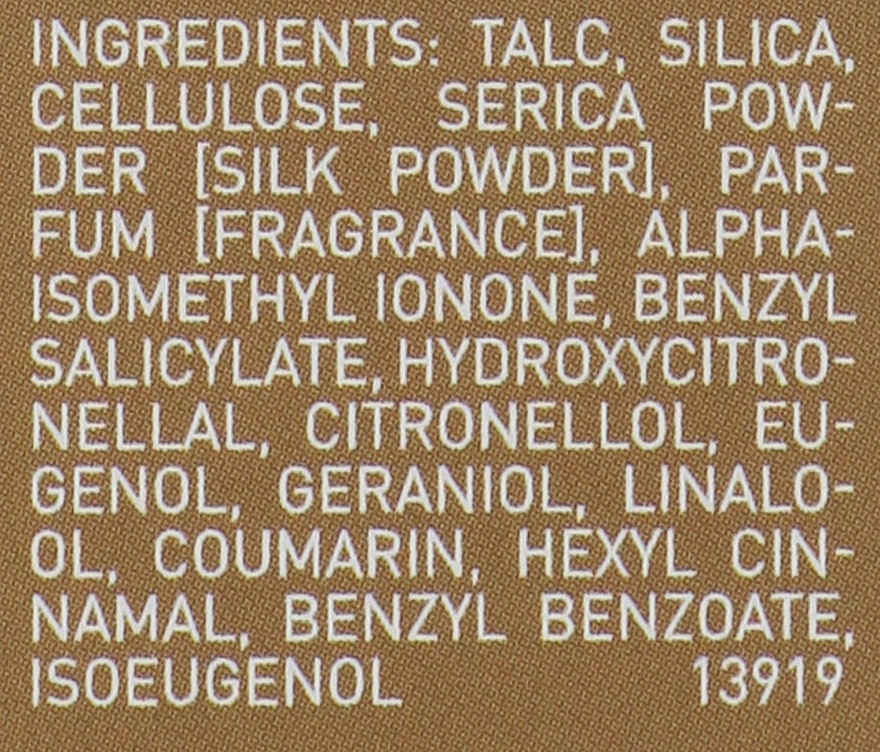 INGREDIENTS: TALC, SILICA,
CELLULOSE, SERICA POW-
DER [SILK POWDER], PAR-
FUM [FRAGRANCE], ALPHA-
ISOMETHYL IONONE, BENZYL
SALICYLATE, HYDROXYCITRO-
NELLAL, CITRONELLOL, EU-
GENOL, GERANIOL, LINALO-
OL, COUMARIN, HEXYL CIN-
NAMAL, BENZYL BENZOATE,
ISOEUGENOL 13919